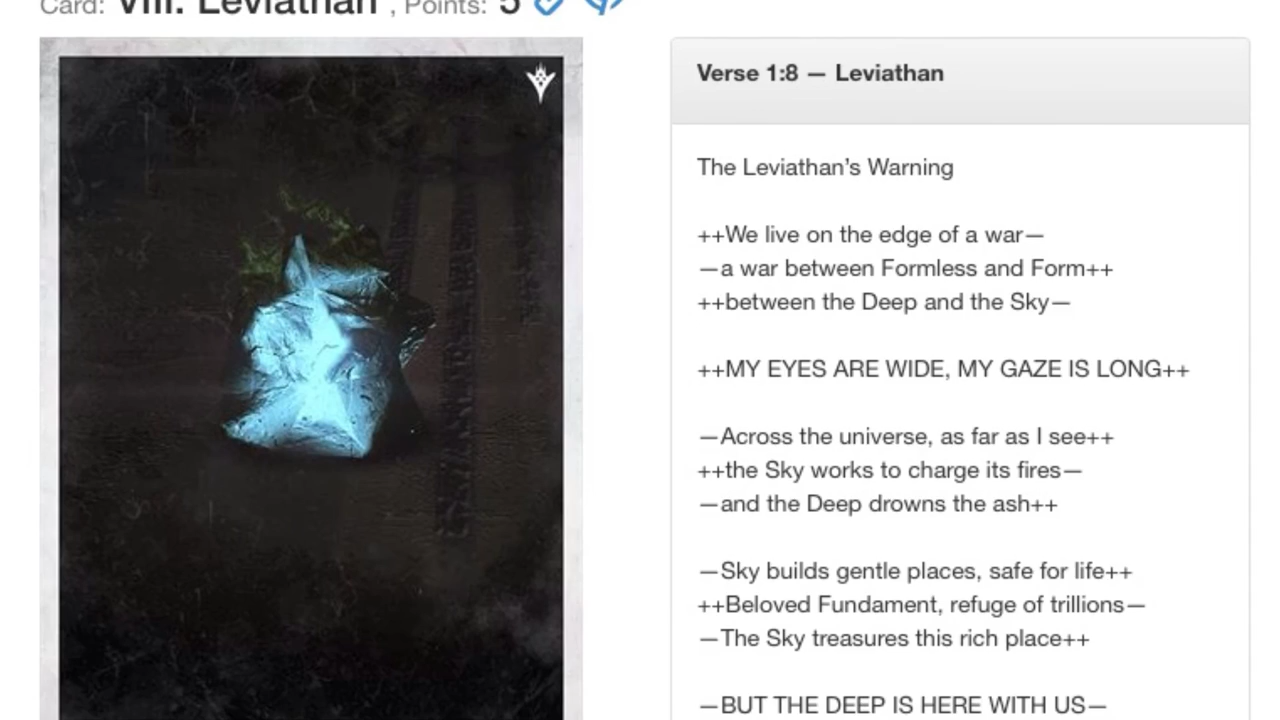 Card: VIII: Leviathan , Points: 5
Verse 1:8 — Leviathan
The Leviathan’s Warning
++We live on the edge of a war—
—a war between Formless and Form++
++between the Deep and the Sky—
++MY EYES ARE WIDE, MY GAZE IS LONG++
—Across the universe, as far as I see++
++the Sky works to charge its fires—
—and the Deep drowns the ash++
—Sky builds gentle places, safe for life++
++Beloved Fundament, refuge of trillions—
—The Sky treasures this rich place++
—BUT THE DEEP IS HERE WITH US—